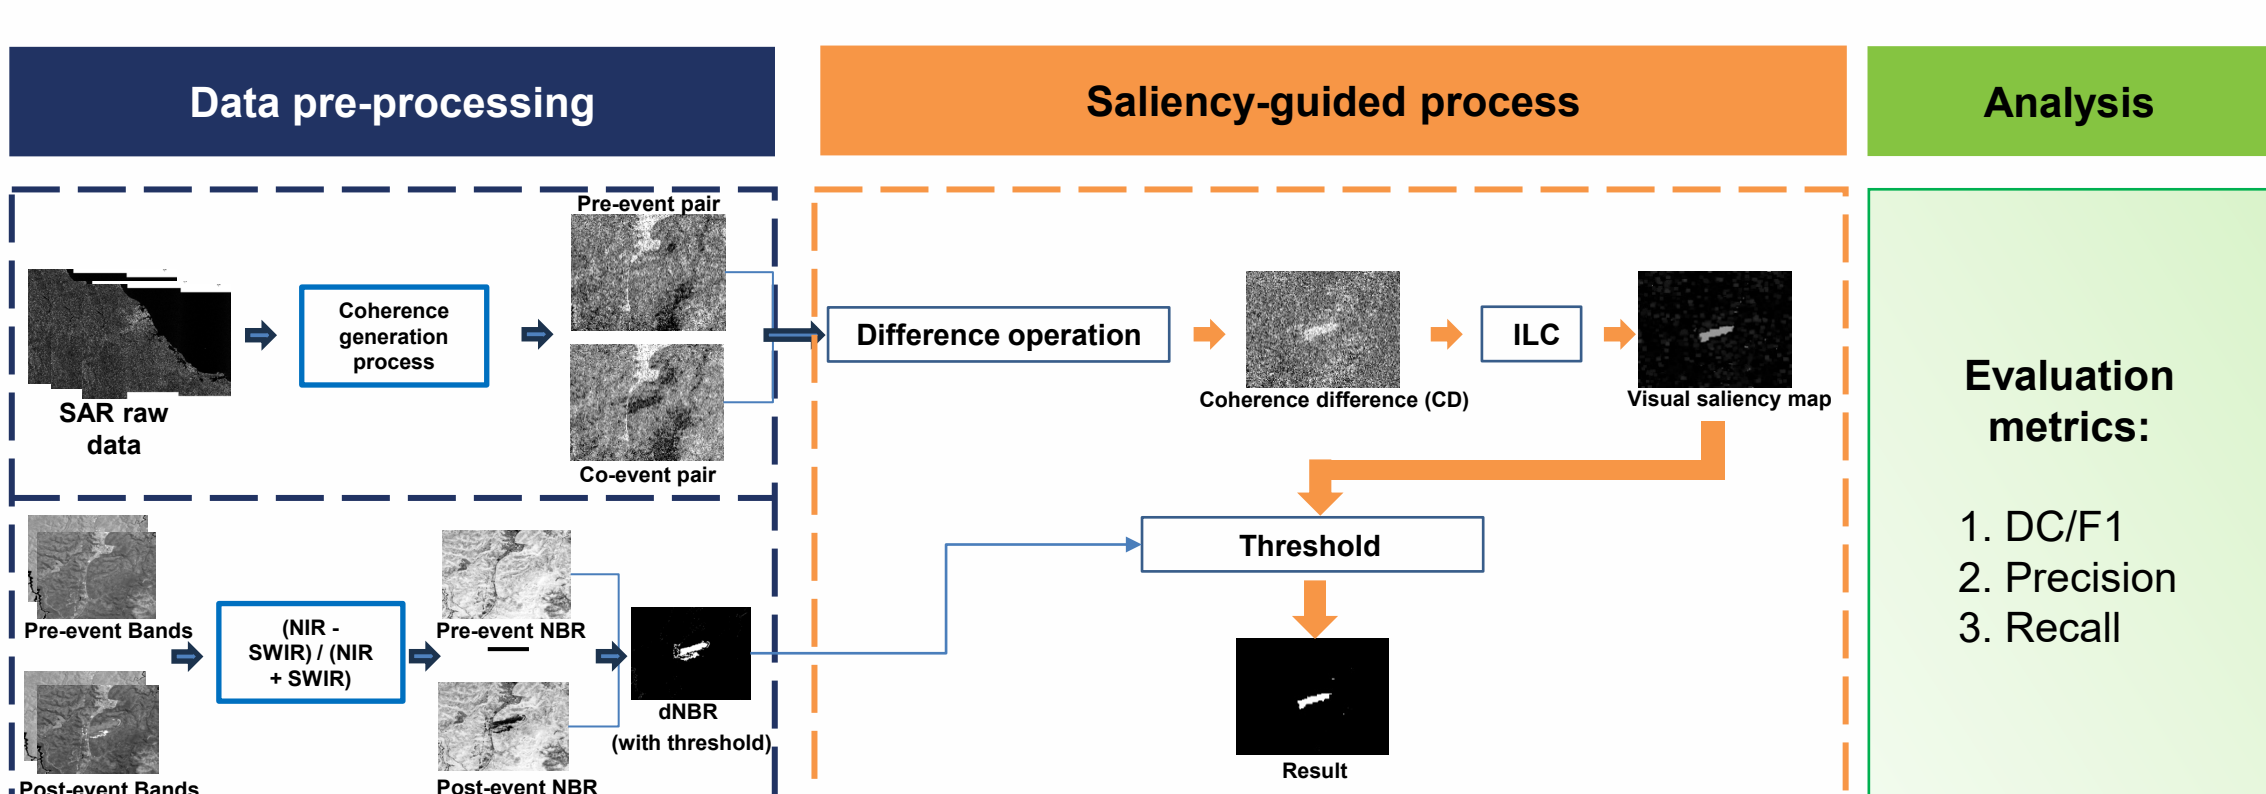 Data pre-processing
Saliency-guided process
Analysis
Pre-event pair
Coherence
generation
process
SAR raw
data
Co-event pair
Difference operation
Coherence difference (CD)
ILC
Visual saliency map
Threshold
Result
Pre-event Bands
Post-event Bands
(NIR -
SWIR) / (NIR
+ SWIR)
Pre-event NBR
Post-event NBR
dNBR
(with threshold)
Evaluation
metrics:
1. DC/F1
2. Precision
3. Recall